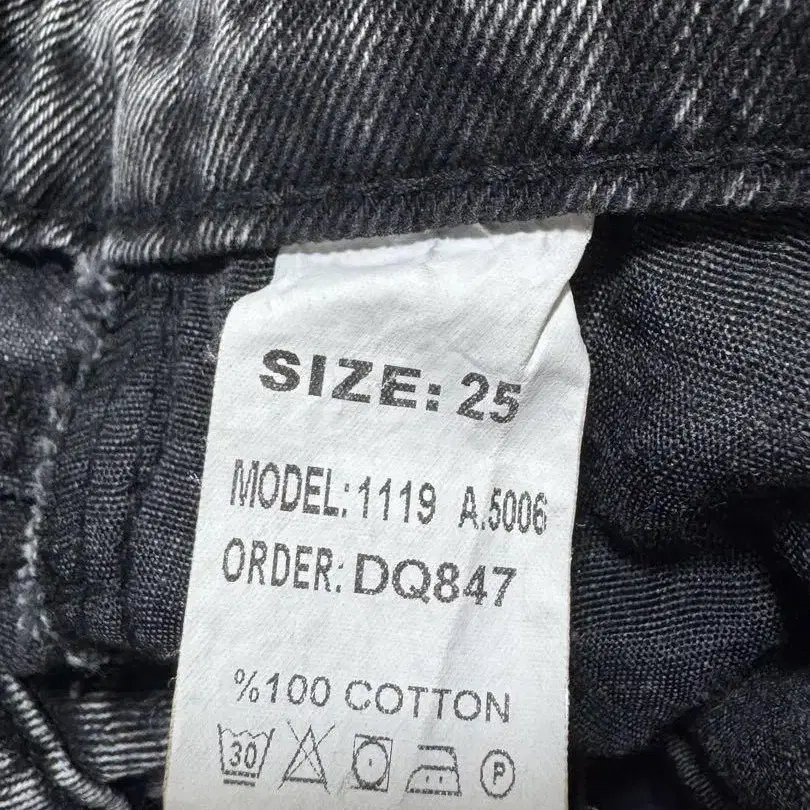 SIZE: 25
MODEL: 1119 A.5006
ORDER: DQ847
%100 COTTON
30 P